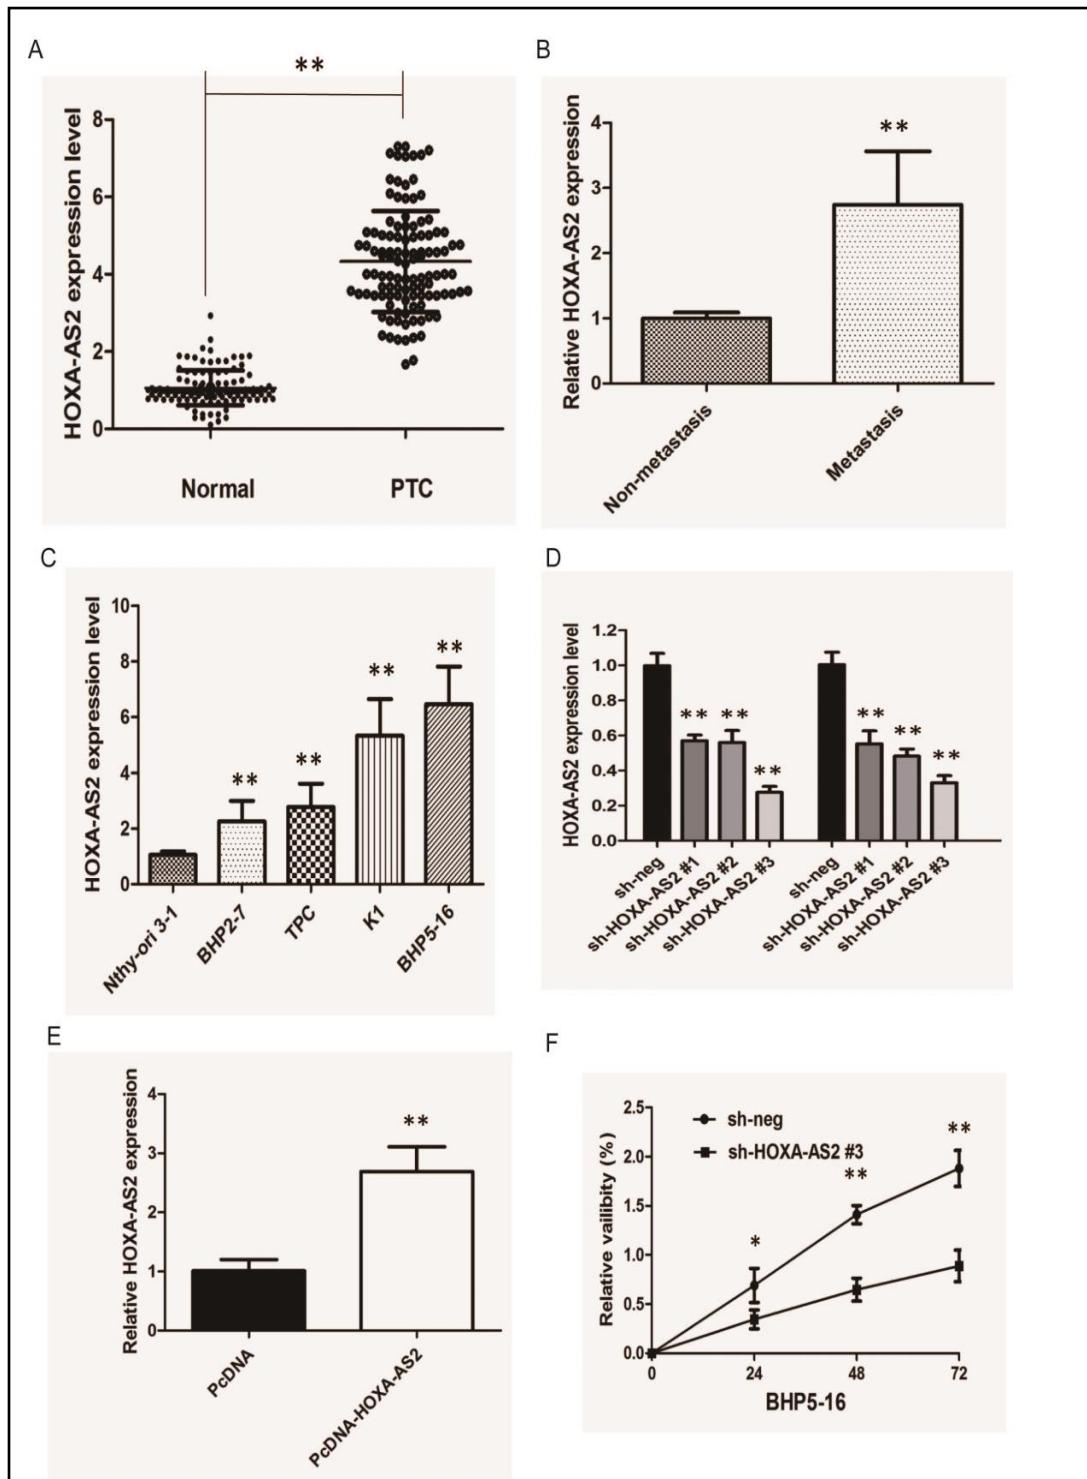 A
**
HOXA-AS2 expression level
8
6
4
2
0
Normal
PTC
B
**
Relative HOXA-AS2 expression
4
3
2
1
0
Non-metastasis
Metastasis
C
HOXA-AS2 expression level
10
8
6
4
2
0
**
**
**
**
Nthy-ori 3-1
BHP2-7
TPC
K1
BHP5-16
D
HOXA-AS2 expression level
1.2
1.0
0.8
0.6
0.4
0.2
0.0
**
**
**
**
**
**
sh-neg
sh-HOXA-AS2 #1
sh-HOXA-AS2 #2
sh-HOXA-AS2 #3
sh-neg
sh-HOXA-AS2 #1
sh-HOXA-AS2 #2
sh-HOXA-AS2 #3
E
Relative HOXA-AS2 expression
4
3
2
1
0
**
PcDNA
PcDNA-HOXA-AS2
F
Relative vailibity (%)
2.5
2.0
1.5
1.0
0.5
0.0
sh-neg
sh-HOXA-AS2 #3
*
**
**
0
24
48
72
BHP5-16